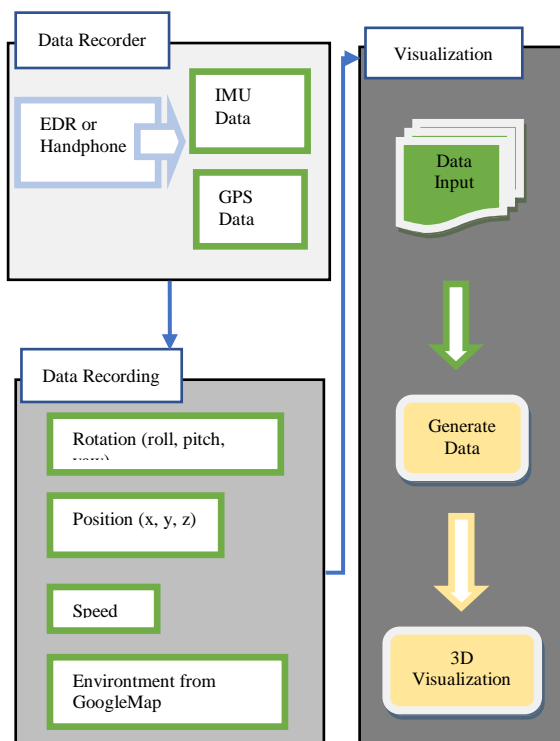 Data Recorder
EDR or
Handphone
IMU
Data
GPS
Data
Data Recording
Rotation (roll, pitch,
yaw)
Position (x, y, z)
Speed
Environtment from
GoogleMap
Visualization
Data
Input
Generate
Data
3D
Visualization